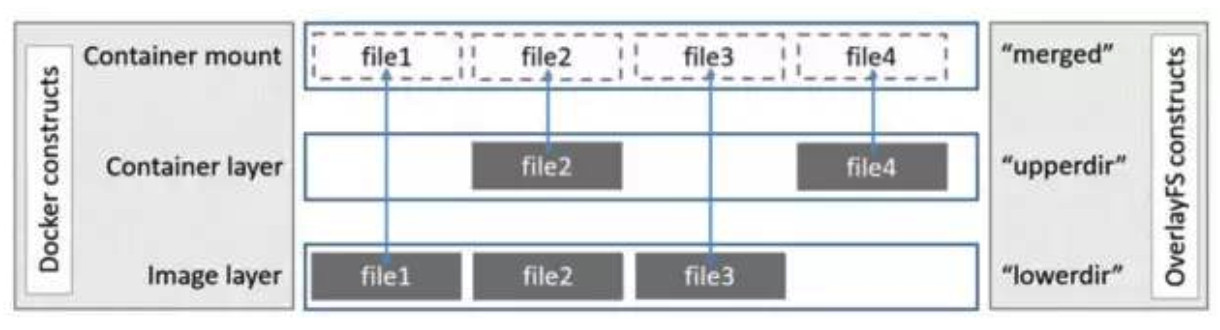 Docker constructs
Container mount
file1 file2 file3 file4
“merged”
Container layer
file2 file4
“upperdir”
Image layer
file1 file2 file3
“lowerdir”
OverlayFS constructs